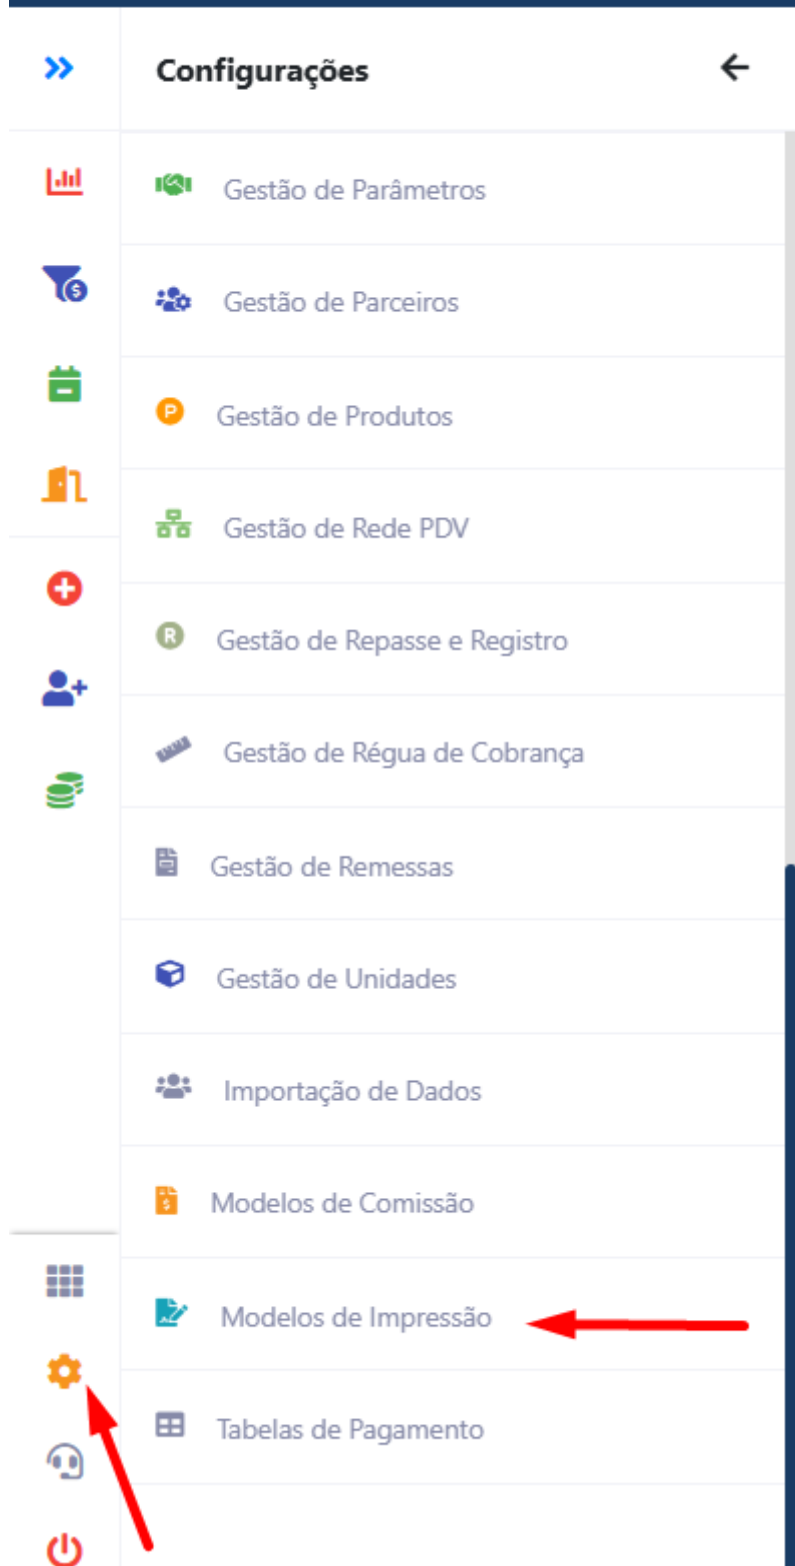 Configurações
Gestão de Parâmetros
Gestão de Parceiros
P
Gestão de Produtos
Gestão de Rede PDV
R
Gestão de Repasse e Registro
Gestão de Régua de Cobrança
Gestão de Remessas
Gestão de Unidades
Importação de Dados
Modelos de Comissão
Modelos de Impressão
Tabelas de Pagamento